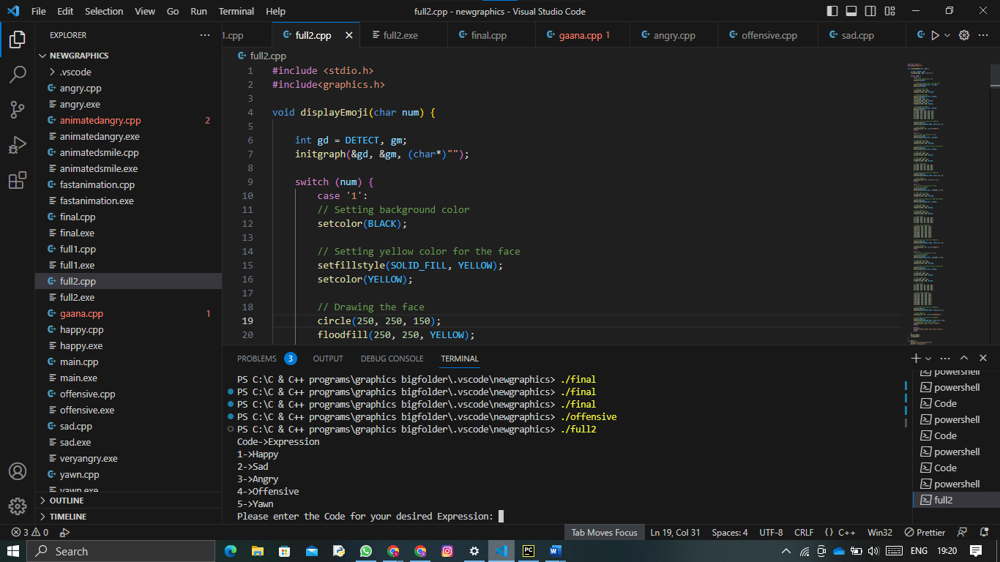 File Edit Selection View Go Run Terminal Help full2.cpp - newgraphics - Visual Studio Code
EXPLORER
1.cpp full2.cpp full2.exe final.cpp gaana.cpp 1 angry.cpp offensive.cpp sad.cpp
NEWGRAPHICS
.vscode
angry.cpp
angry.exe
animatedangry.cpp 2
animatedangry.exe
animatedsmile.cpp
animatedsmile.exe
fastanimation.cpp
fastanimation.exe
final.cpp
final.exe
full1.cpp
full1.exe
full2.cpp
full2.exe
gaana.cpp 1
happy.cpp
happy.exe
main.cpp
main.exe
offensive.cpp
offensive.exe
sad.cpp
sad.exe
veryangry.exe
yawn.cpp
yawn.exe
OUTLINE
TIMELINE
full2.cpp
1 #include <stdio.h>
2 #include<graphics.h>
3
4 void displayEmoji(char num) {
5
6 int gd = DETECT, gm;
7 initgraph(&gd, &gm, (char*)"");
8
9 switch (num) {
10 case '1':
11 // Setting background color
12 setcolor(BLACK);
13
14 // Setting yellow color for the face
15 setfillstyle(SOLID_FILL, YELLOW);
16 setcolor(YELLOW);
17
18 // Drawing the face
19 circle(250, 250, 150);
20 floodfill(250, 250, YELLOW);
PROBLEMS 3 OUTPUT DEBUG CONSOLE TERMINAL
PS C:\C & C++ programs\graphics bigfolder\.vscode\newgraphics> ./final
PS C:\C & C++ programs\graphics bigfolder\.vscode\newgraphics> ./final
PS C:\C & C++ programs\graphics bigfolder\.vscode\newgraphics> ./final
PS C:\C & C++ programs\graphics bigfolder\.vscode\newgraphics> ./offensive
PS C:\C & C++ programs\graphics bigfolder\.vscode\newgraphics> ./full2
Code->Expression
1->Happy
2->Sad
3->Angry
4->Offensive
5->Yawn
Please enter the Code for your desired Expression:
powershell
powershell
Code
powershell
Code
powershell
Code
powershell
full2
3 0 Tab Moves Focus Ln 19, Col 31 Spaces: 4 UTF-8 CRLF {} C++ Win32 Prettier
Search ENG 19:20